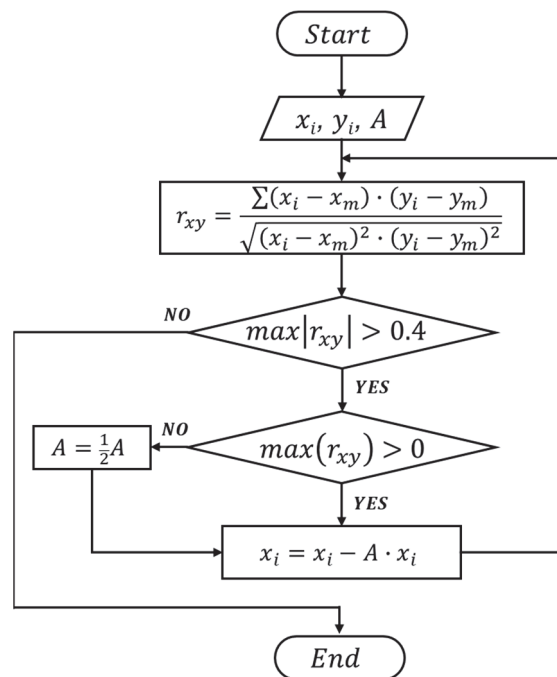 Start
x_i, y_i, A
r_xy = ∑(x_i − x_m) · (y_i − y_m) / √((x_i − x_m)² · (y_i − y_m)²)
NO
max|r_xy| > 0.4
YES
NO
A = ½A
max(r_xy) > 0
YES
x_i = x_i − A · x_i
End